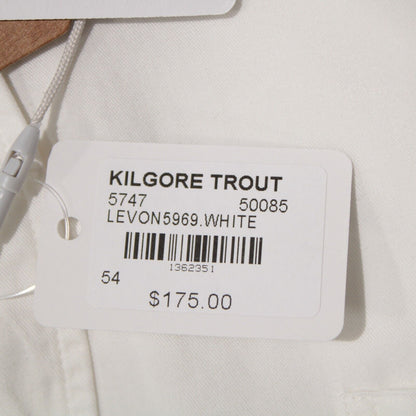 KILGORE TROUT
5747 50085
LEVON5969.WHITE
1362351
54
$175.00